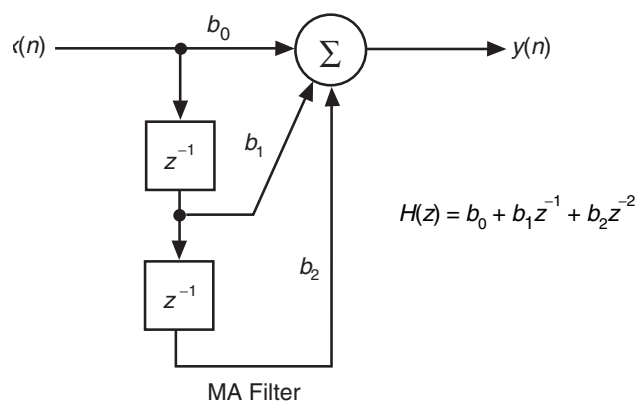 x(n)
b₀
Σ
y(n)
z⁻¹
b₁
H(z) = b₀ + b₁z⁻¹ + b₂z⁻²
b₂
z⁻¹
MA Filter